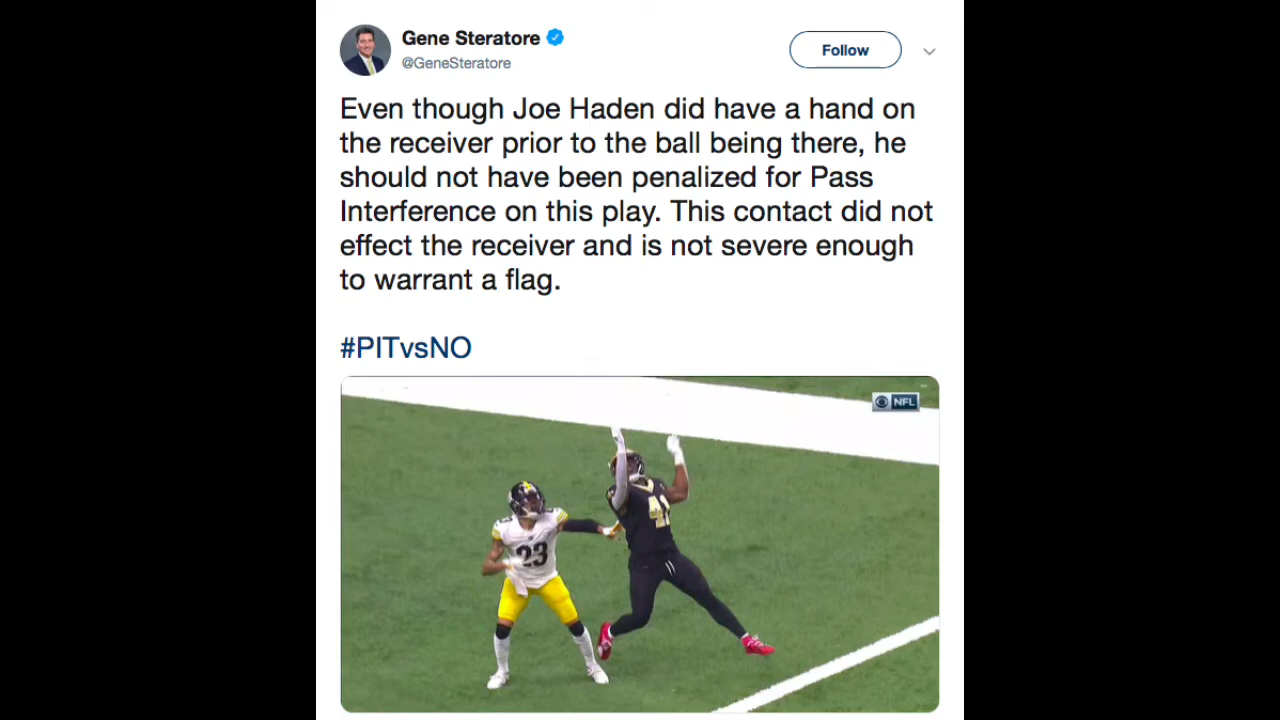 Gene Steratore
@GeneSteratore
Follow
Even though Joe Haden did have a hand on
the receiver prior to the ball being there, he
should not have been penalized for Pass
Interference on this play. This contact did not
effect the receiver and is not severe enough
to warrant a flag.
#PITvsNO
NFL
23
41